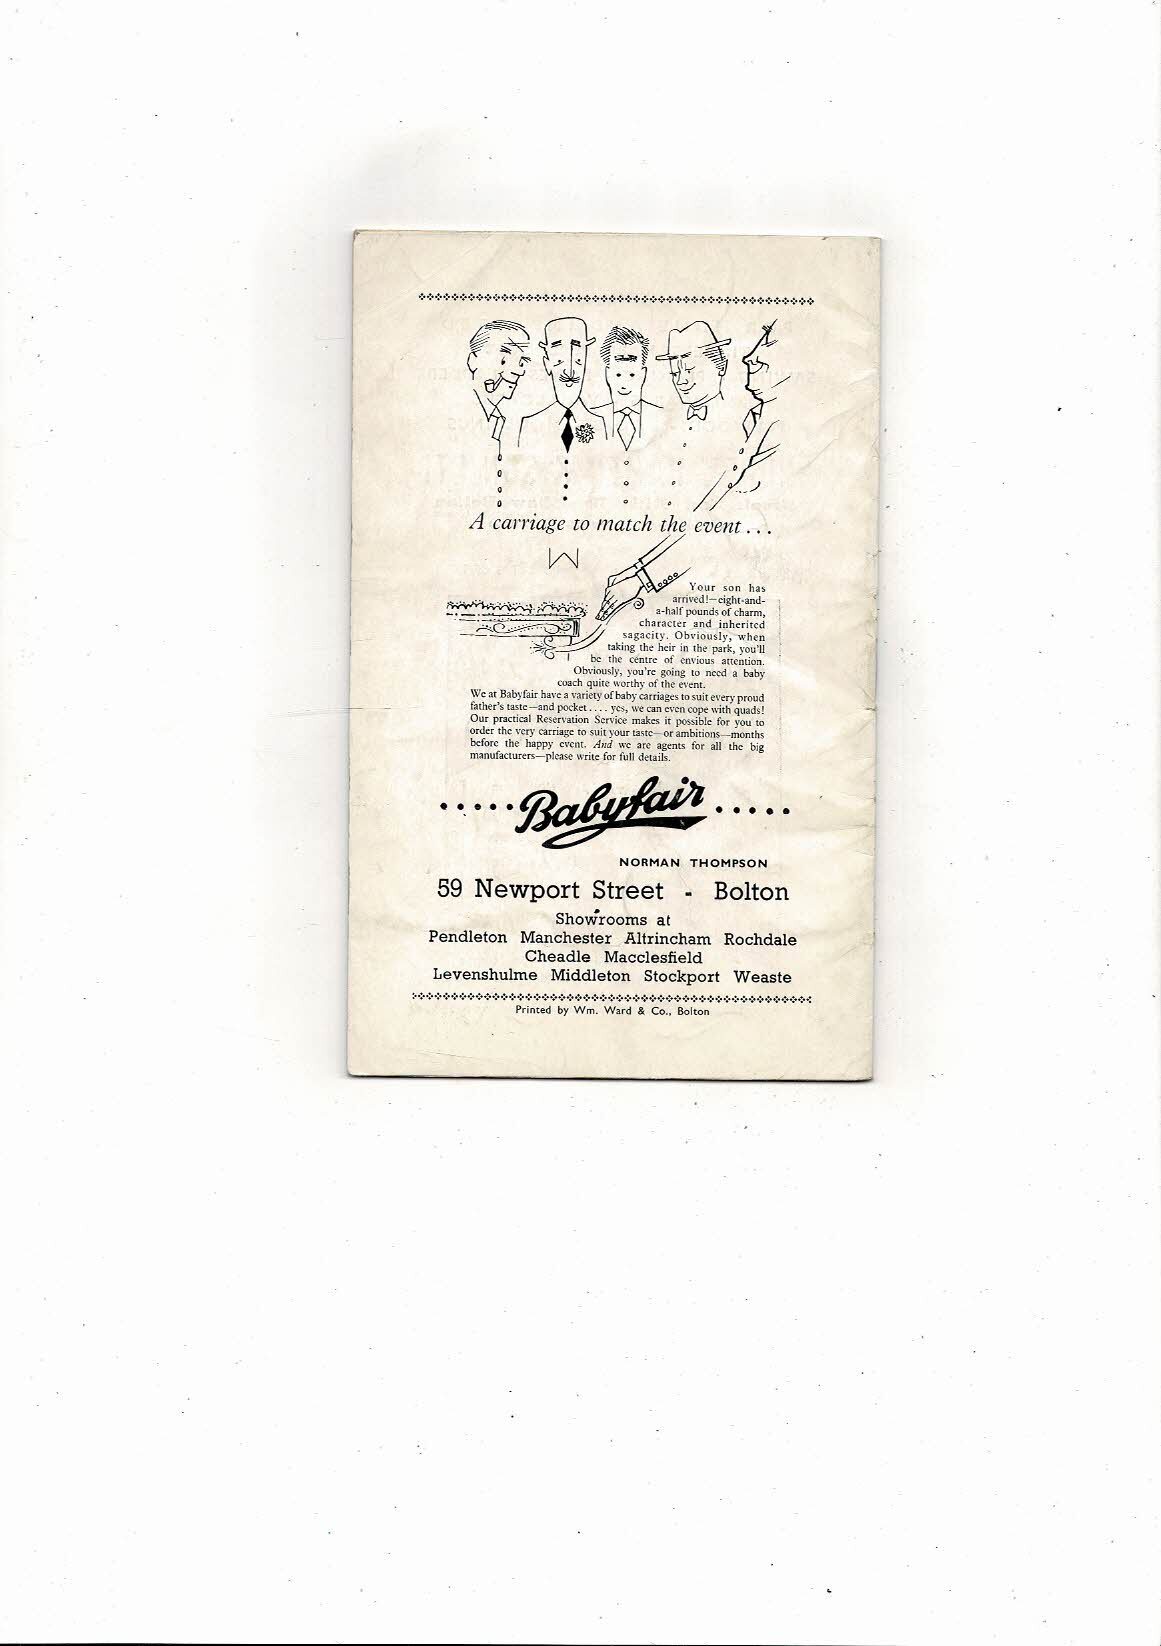 A carriage to match the event...
Your son has
arrived!—eight-and-
a-half pounds of charm,
character and inherited
sagacity. Obviously, when
taking the heir in the park, you'll
be the centre of envious attention.
Obviously, you're going to need a baby
coach quite worthy of the event.
We at Babyfair have a variety of baby carriages to suit every proud
father's taste—and pocket.... yes, we can even cope with quads!
Our practical Reservation Service makes it possible for you to
order the very carriage to suit your taste—or ambitions—months
before the happy event. And we are agents for all the big
manufacturers—please write for full details.
.....Babyfair.....
NORMAN THOMPSON
59 Newport Street - Bolton
Showrooms at
Pendleton Manchester Altrincham Rochdale
Cheadle Macclesfield
Levenshulme Middleton Stockport Weaste
Printed by Wm. Ward & Co., Bolton